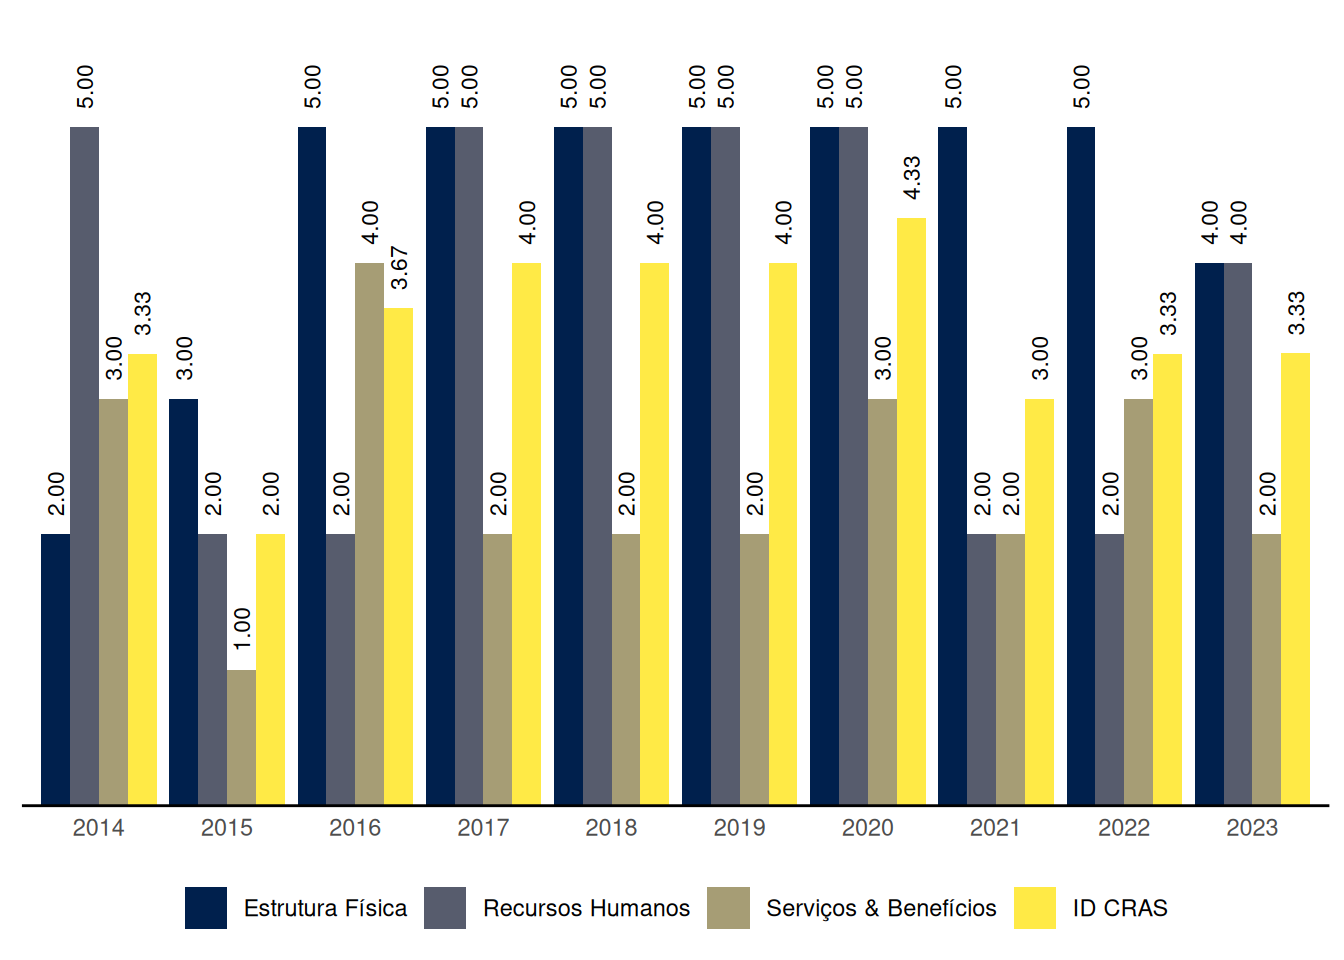 5.00 5.00 5.00 5.00 5.00 5.00 5.00 5.00 5.00 5.00 5.00 5.00
4.33
4.00 4.00 4.00 4.00 4.00 4.00
3.67
3.33 3.33 3.33
3.00 3.00 3.00 3.00 3.00
2.00 2.00 2.00 2.00 2.00 2.00 2.00 2.00 2.00 2.00 2.00
1.00
2014 2015 2016 2017 2018 2019 2020 2021 2022 2023
Estrutura Física Recursos Humanos Serviços & Benefícios ID CRAS